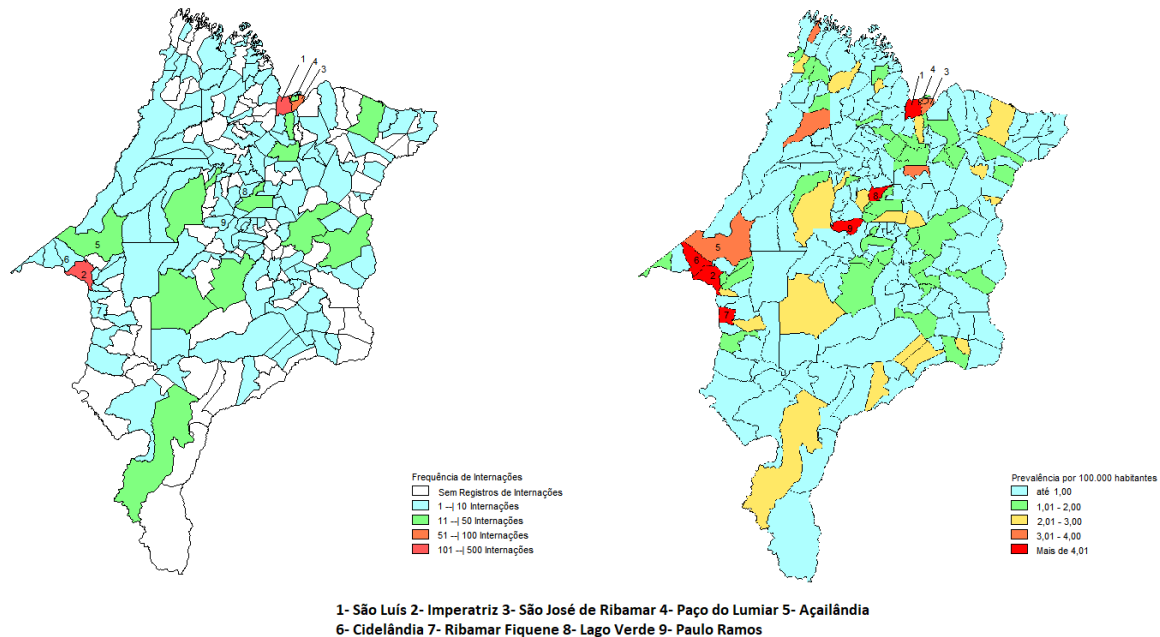 1
4
3
8
9
5
6
2
7
Frequência de Internações
Sem Registros de Internações
1 --| 10 Internações
11 --| 50 Internações
51 --| 100 Internações
101 --| 500 Internações
4
1
3
8
9
5
6
2
7
Prevalência por 100.000 habitantes
até 1,00
1,01 - 2,00
2,01 - 3,00
3,01 - 4,00
Mais de 4,01
1- São Luís 2- Imperatriz 3- São José de Ribamar 4- Paço do Lumiar 5- Açailândia
6- Cidelândia 7- Ribamar Fiquene 8- Lago Verde 9- Paulo Ramos